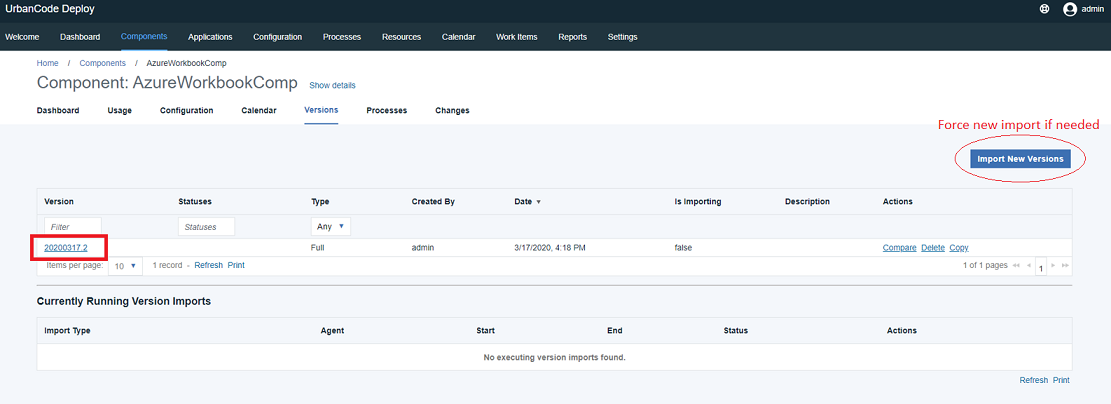 UrbanCode Deploy admin
Welcome Dashboard Components Applications Configuration Processes Resources Calendar Work Items Reports Settings
Home / Components / AzureWorkbookComp
Component: AzureWorkbookComp Show details
Dashboard Usage Configuration Calendar Versions Processes Changes
Force new import if needed
Import New Versions
Version Statuses Type Created By Date Is Importing Description Actions
Filter Statuses Any
20200317.2 Full admin 3/17/2020, 4:18 PM false Compare Delete Copy
Items per page: 10 1 record - Refresh Print 1 of 1 pages 1
Currently Running Version Imports
Import Type Agent Start End Status Actions
No executing version imports found.
Refresh Print